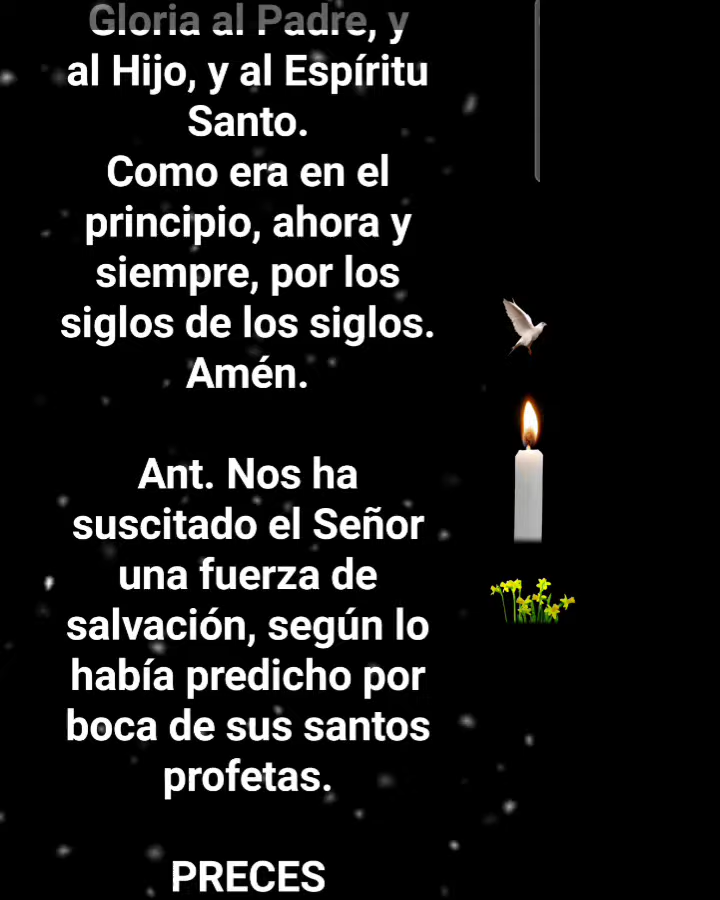 Gloria al Padre, y
al Hijo, y al Espíritu
Santo.
Como era en el
principio, ahora y
siempre, por los
siglos de los siglos.
Amén.
Ant. Nos ha
suscitado el Señor
una fuerza de
salvación, según lo
había predicho por
boca de sus santos
profetas.
PRECES